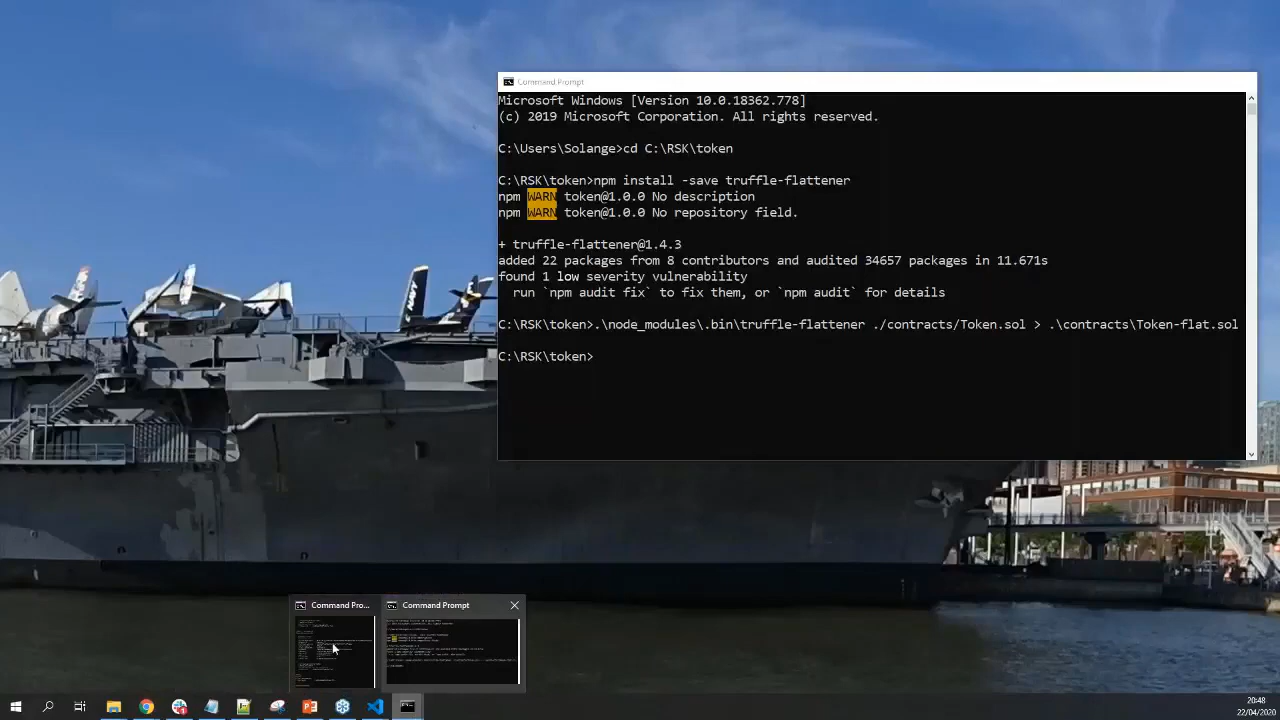 Command Prompt
Microsoft Windows [Version 10.0.18362.778]
(c) 2019 Microsoft Corporation. All rights reserved.
C:\Users\Solange>cd C:\RSK\token
C:\RSK\token>npm install -save truffle-flattener
npm WARN token@1.0.0 No description
npm WARN token@1.0.0 No repository field.
+ truffle-flattener@1.4.3
added 22 packages from 8 contributors and audited 34657 packages in 11.671s
found 1 low severity vulnerability
run `npm audit fix` to fix them, or `npm audit` for details
C:\RSK\token>.\node_modules\.bin\truffle-flattener ./contracts/Token.sol > .\contracts\Token-flat.sol
C:\RSK\token>
NAVY
Command Pro...
Command Prompt
20:48
22/04/2020